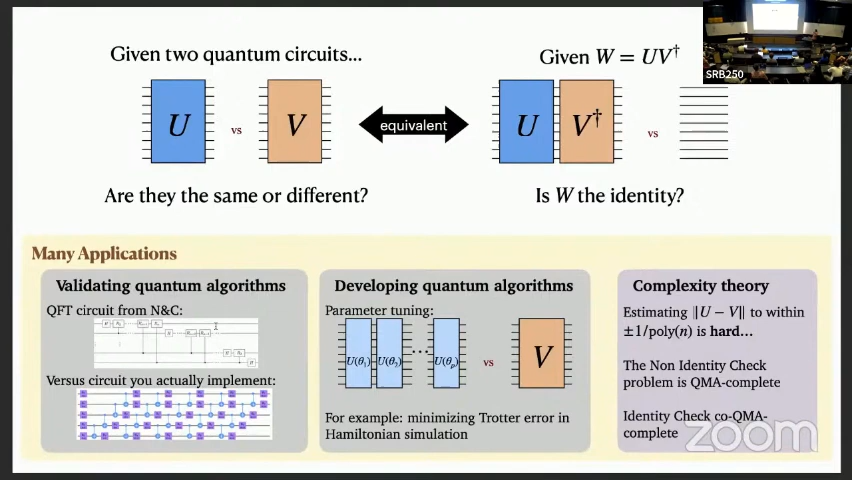 Given two quantum circuits...
Given W = UV†
SRB250
U
vs
V
equivalent
U
V†
vs
Are they the same or different?
Is W the identity?
Many Applications
Validating quantum algorithms
QFT circuit from N&C:
Versus circuit you actually implement:
Developing quantum algorithms
Parameter tuning:
U(θ₁)
U(θ₂)
...
U(θₚ)
vs
V
For example: minimizing Trotter error in
Hamiltonian simulation
Complexity theory
Estimating ‖U − V‖ to within
±1/poly(n) is hard...
The Non Identity Check
problem is QMA-complete
Identity Check co-QMA-
complete
zoom